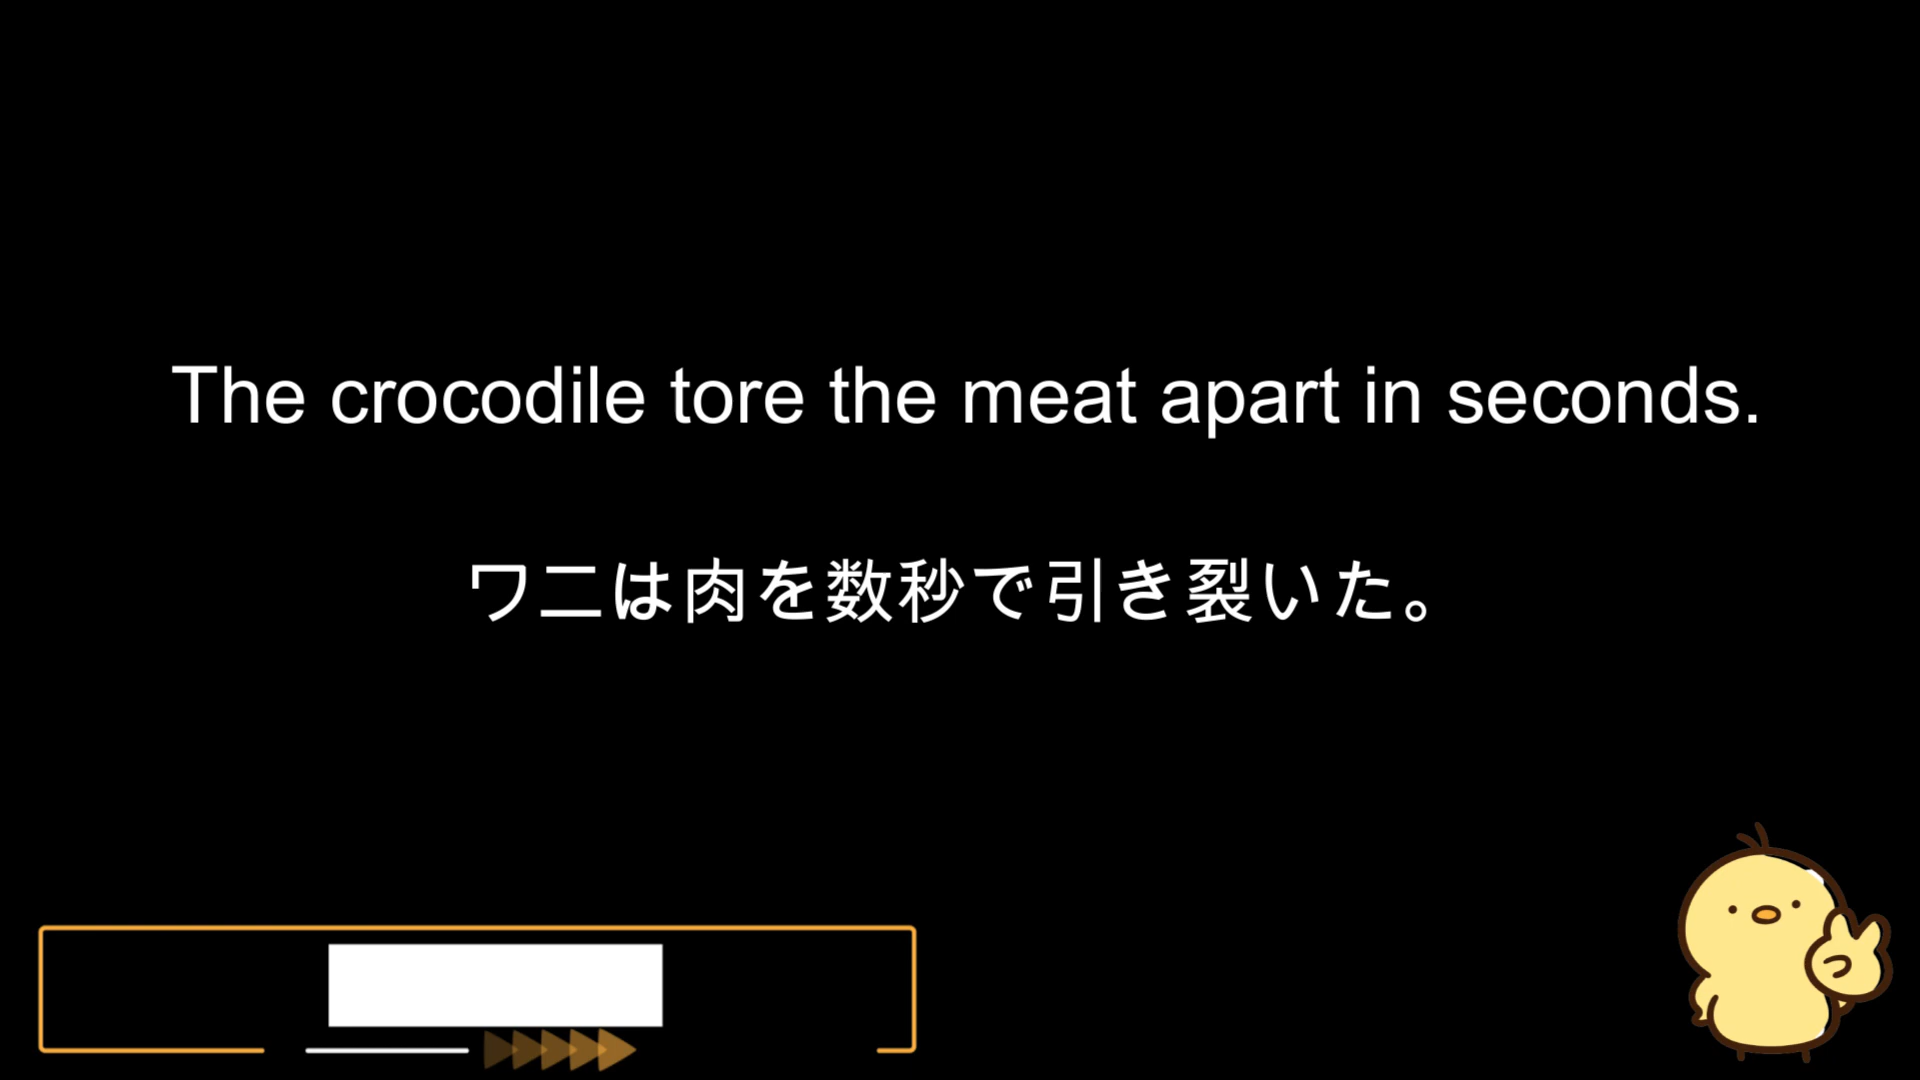 The crocodile tore the meat apart in seconds.
ワニは肉を数秒で引き裂いた。